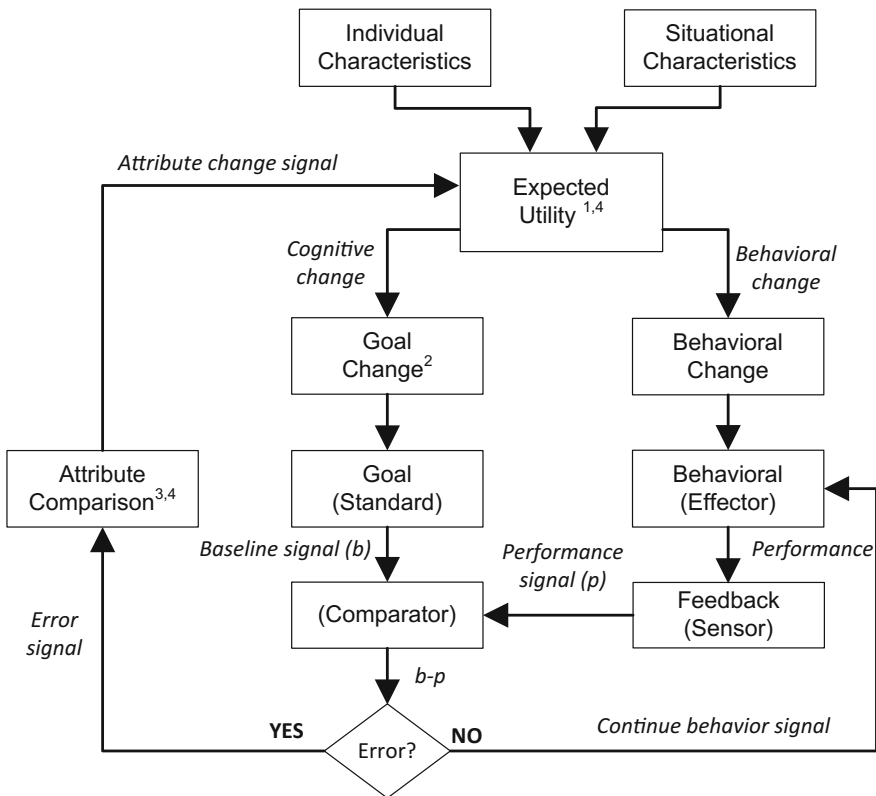 Individual
Characteristics
Situational
Characteristics
Attribute change signal
Expected
Utility 1,4
Cognitive
change
Behavioral
change
Goal
Change2
Behavioral
Change
Attribute
Comparison3,4
Goal
(Standard)
Behavioral
(Effector)
Baseline signal (b)
Performance
signal (p)
Performance
Error
signal
(Comparator)
Feedback
(Sensor)
b-p
YES
Error?
NO
Continue behavior signal